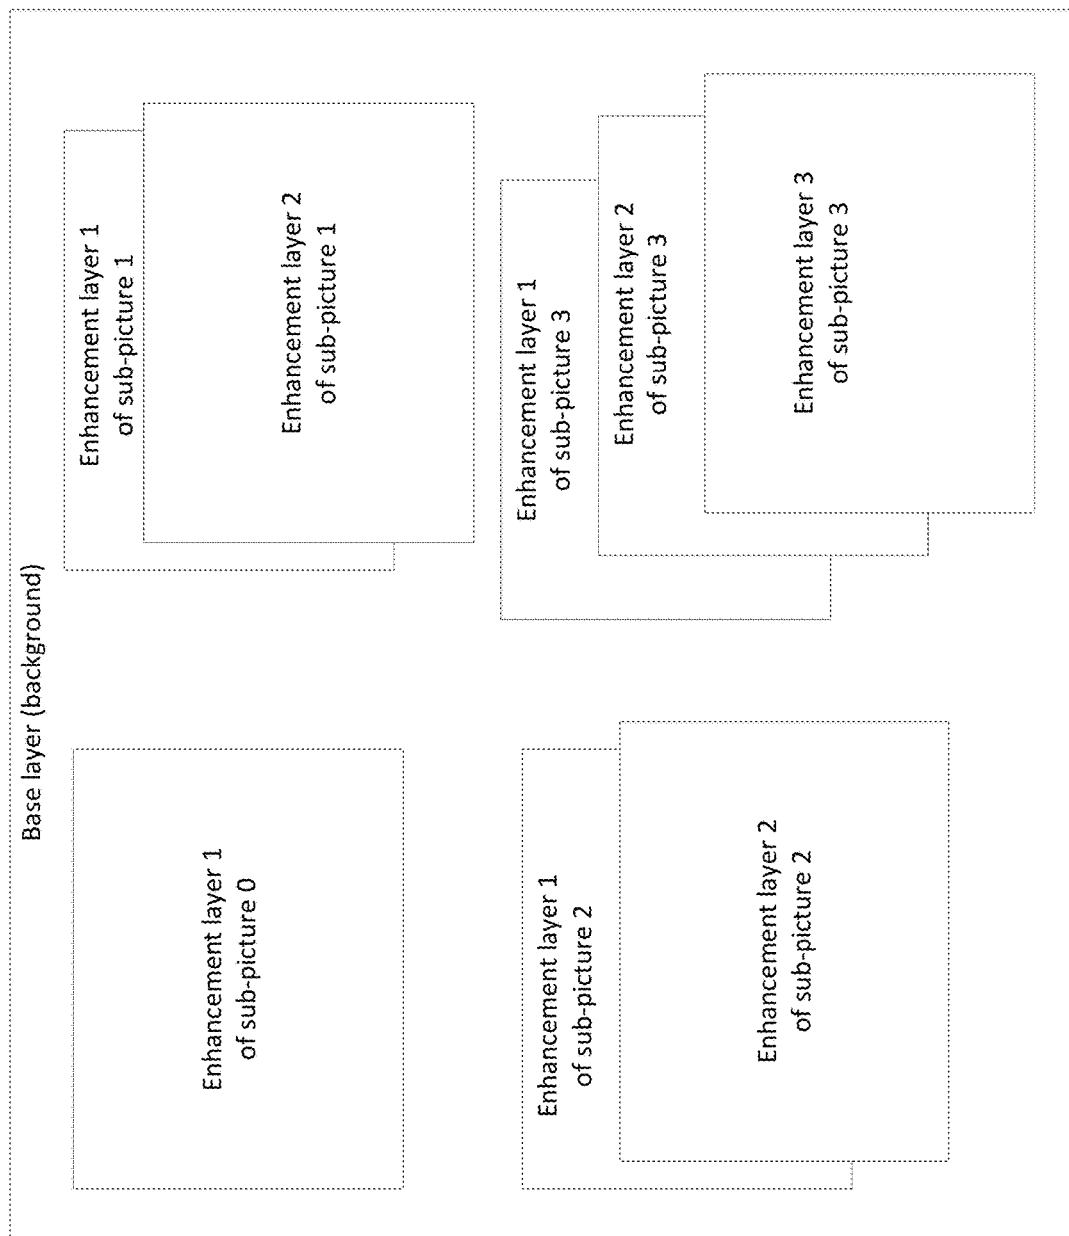 Base layer (background)
Enhancement layer 1
of sub-picture 0
Enhancement layer 1
of sub-picture 1
Enhancement layer 2
of sub-picture 1
Enhancement layer 1
of sub-picture 2
Enhancement layer 2
of sub-picture 2
Enhancement layer 1
of sub-picture 3
Enhancement layer 2
of sub-picture 3
Enhancement layer 3
of sub-picture 3